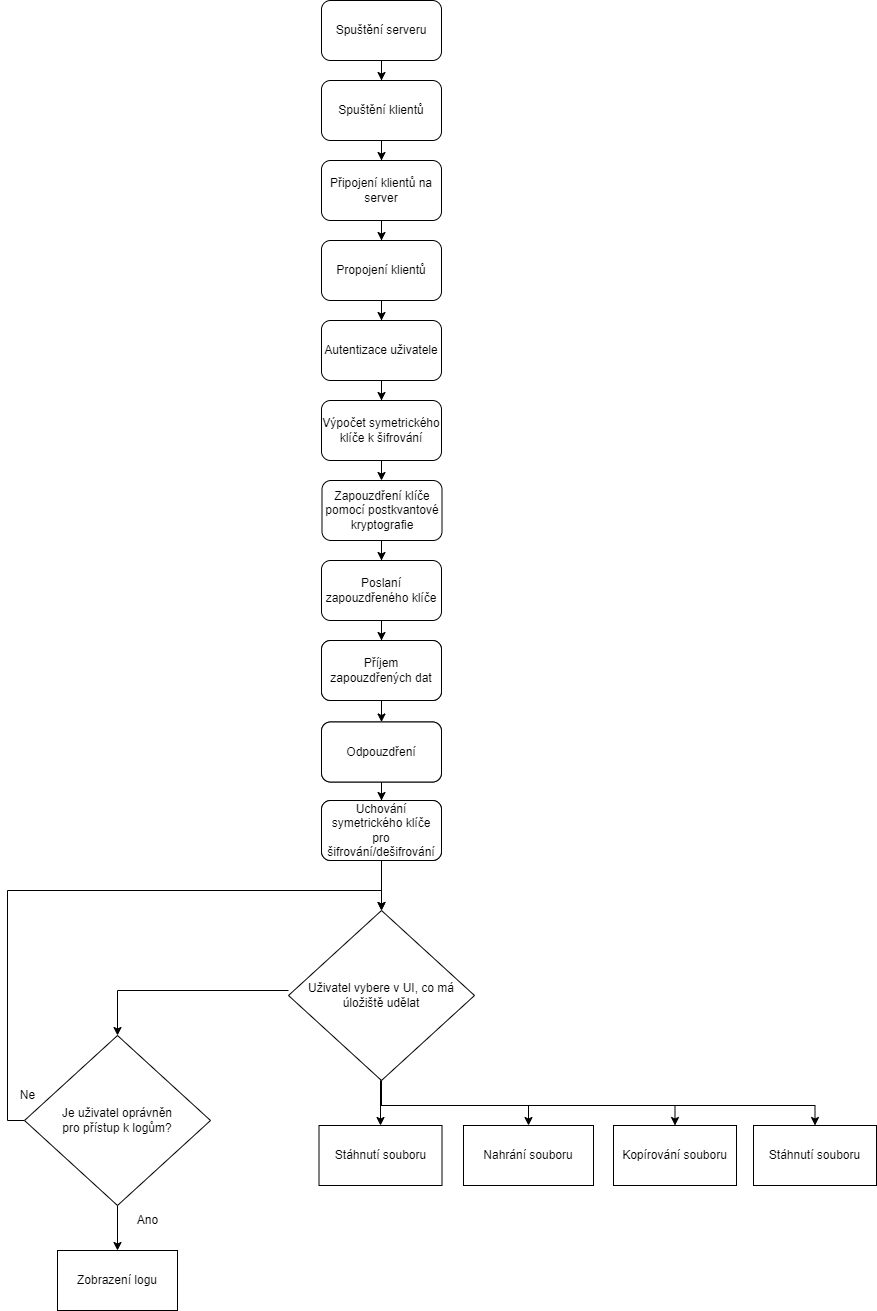 Spuštění serveru
Spuštění klientů
Připojení klientů na
server
Propojení klientů
Autentizace uživatele
Výpočet symetrického
klíče k šifrování
Zapouzdření klíče
pomocí postkvantové
kryptografie
Poslaní
zapouzdřeného klíče
Příjem
zapouzdřených dat
Odpouzdření
Uchování
symetrického klíče
pro
šifrování/dešifrování
Uživatel vybere v UI, co má
úložiště udělat
Ne
Je uživatel oprávněn
pro přístup k logům?
Stáhnutí souboru
Nahrání souboru
Kopírování souboru
Stáhnutí souboru
Ano
Zobrazení logu